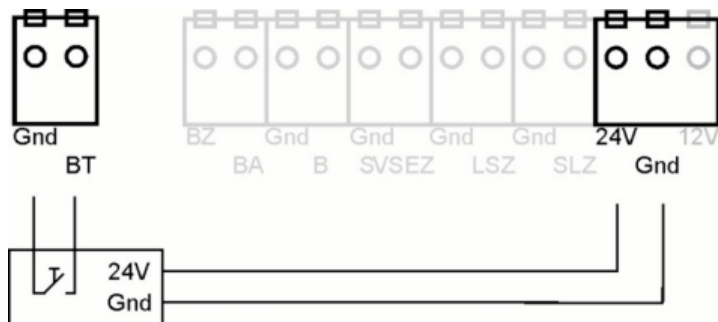 Gnd BZ Gnd Gnd Gnd Gnd 24V 12V
BT BA B SVSEZ LSZ SLZ Gnd
24V
Gnd